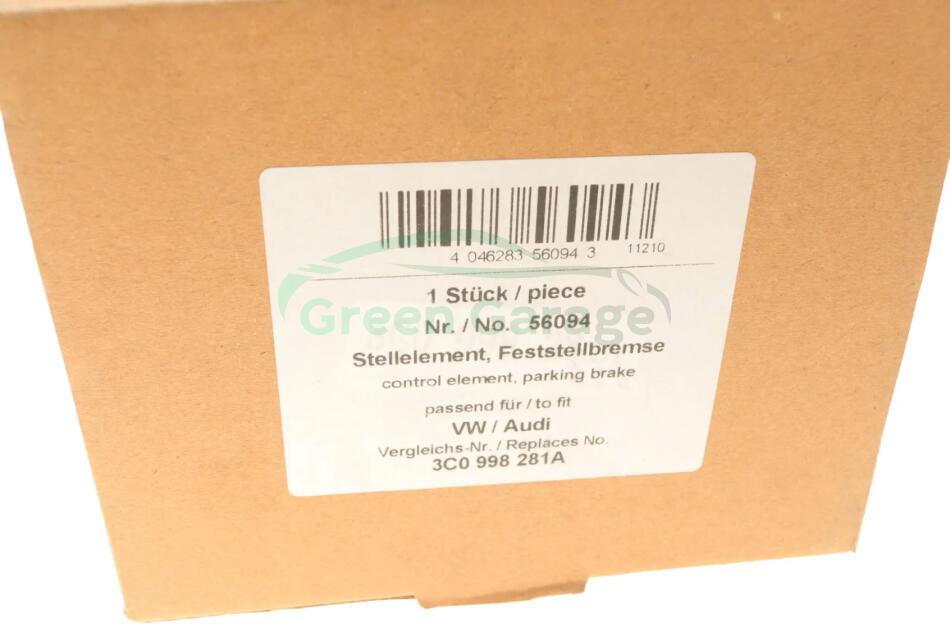 4 046283 56094 3 11210
1 Stück / piece
Nr. / No. 56094
Green Garage
Stellelement, Feststellbremse
control element, parking brake
passend für / to fit
VW / Audi
Vergleichs-Nr. / Replaces No.
3C0 998 281A